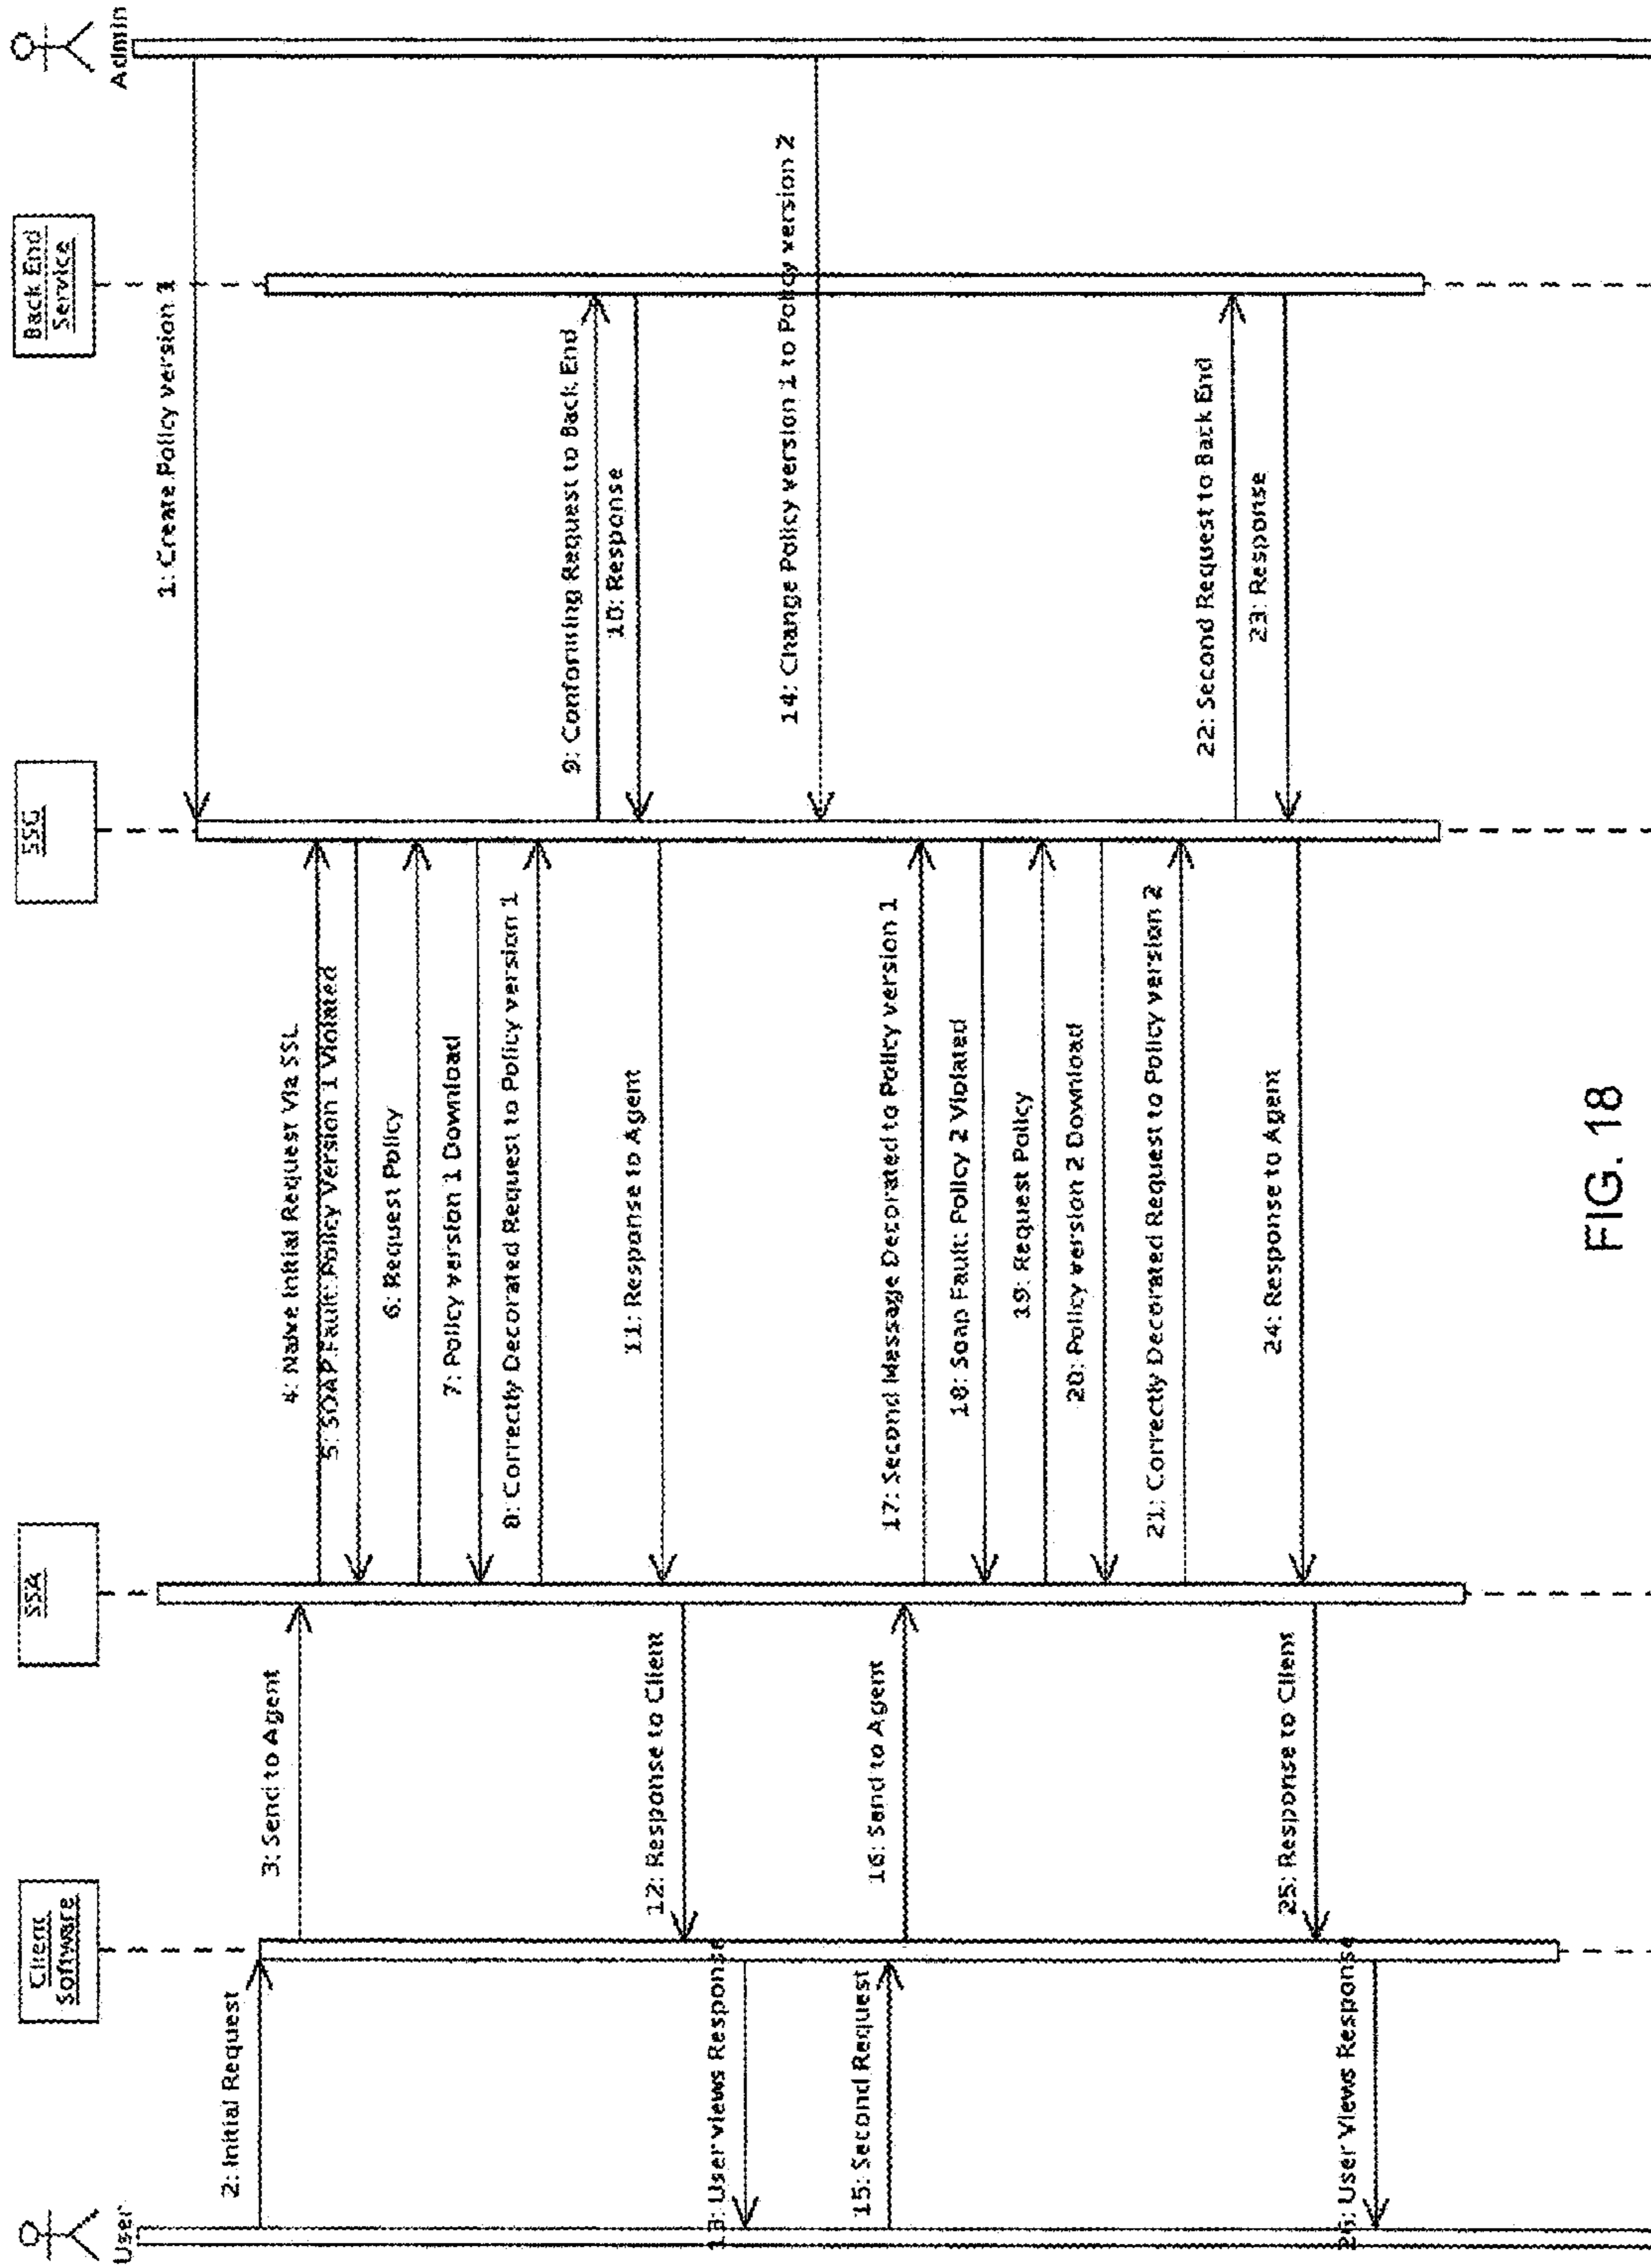 User
Client
Software
SSA
SSG
Back End
Service
Admin
1: Create Policy version 1
2: Initial Request
3: Send to Agent
4: Naive Initial Request Via SSL
5: SOAP Fault: Policy Version 1 Violated
6: Request Policy
7: Policy version 1 Download
8: Correctly Decorated Request to Policy version 1
9: Conforming Request to Back End
10: Response
11: Response to Agent
12: Response to Client
13: User views Response
14: Change Policy version 1 to Policy version 2
15: Second Request
16: Send to Agent
17: Second Message Decorated to Policy version 1
18: Soap Fault: Policy 2 Violated
19: Request Policy
20: Policy version 2 Download
21: Correctly Decorated Request to Policy version 2
22: Second Request to Back End
23: Response
24: Response to Agent
25: Response to Client
26: User Views Response
FIG. 18